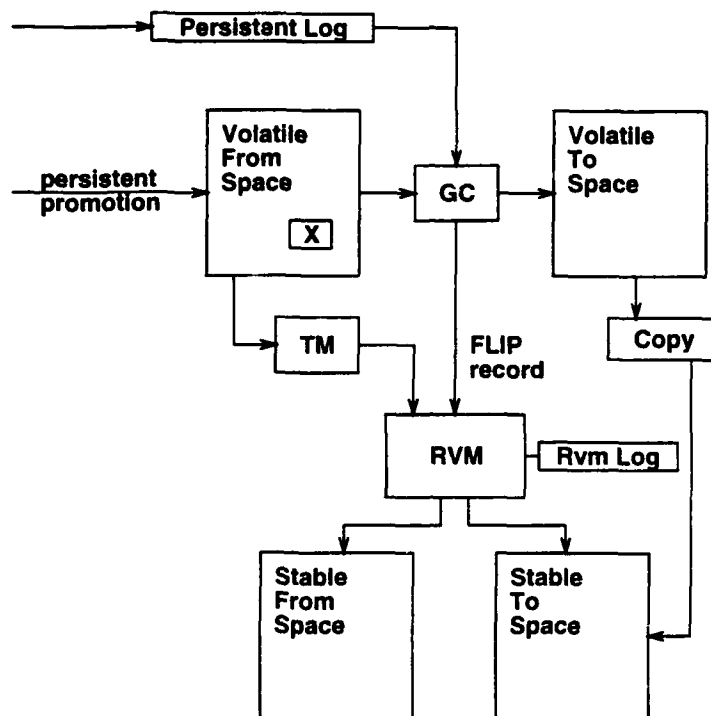 Persistent Log
Volatile
From
Space
X
persistent
promotion
GC
Volatile
To
Space
TM
FLIP
record
Copy
RVM
Rvm Log
Stable
From
Space
Stable
To
Space